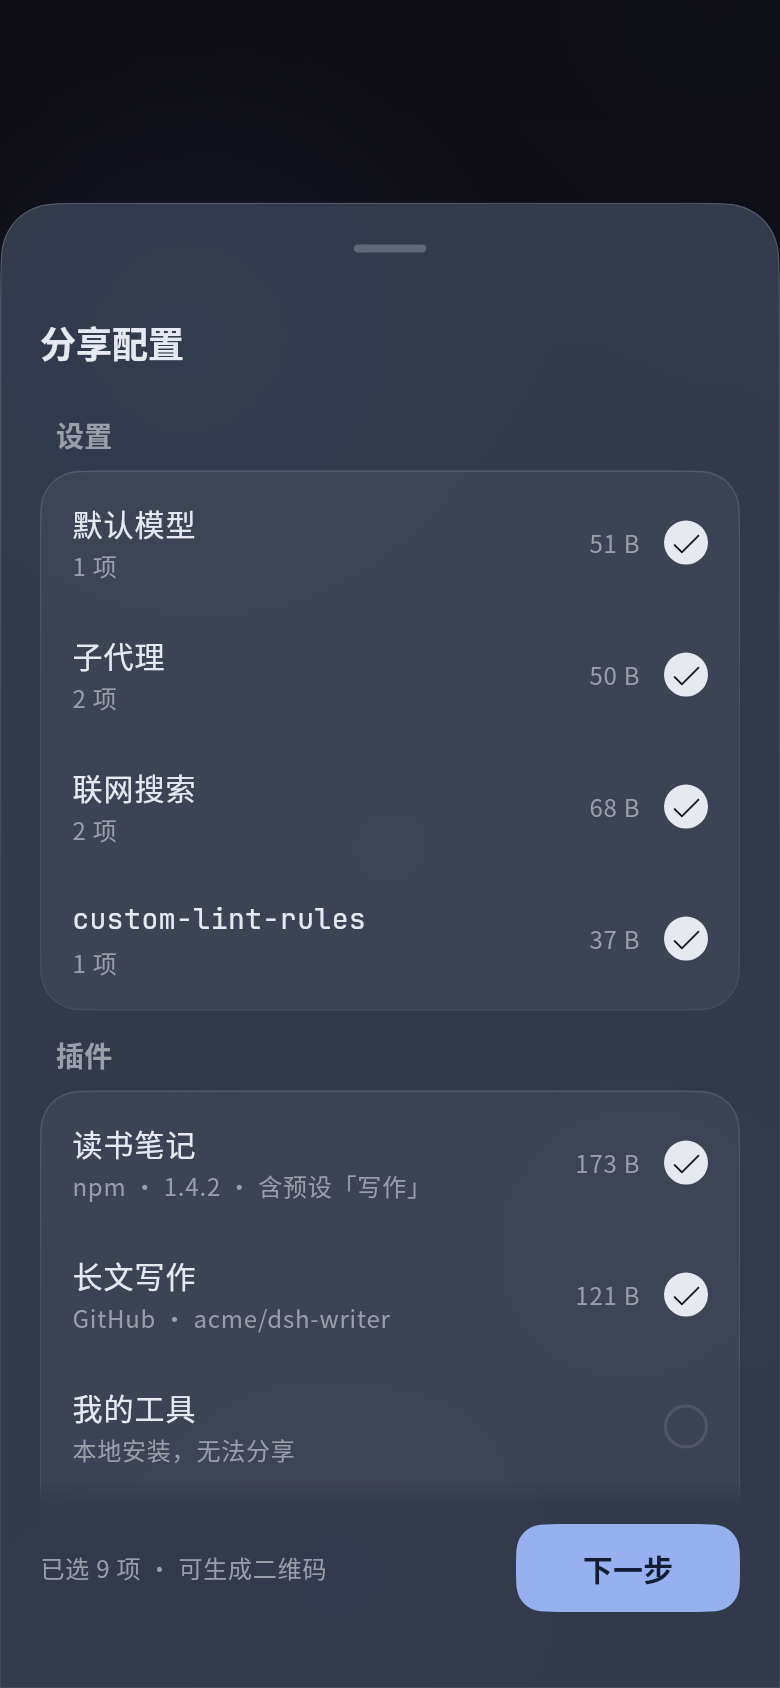 分享配置
设置
默认模型
1 项
51 B
子代理
2 项
50 B
联网搜索
2 项
68 B
custom-lint-rules
1 项
37 B
插件
读书笔记
npm · 1.4.2 · 含预设「写作」
173 B
长文写作
GitHub · acme/dsh-writer
121 B
我的工具
本地安装，无法分享
已选 9 项 · 可生成二维码
下一步